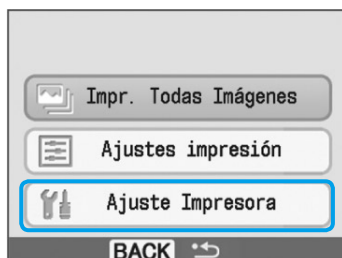 Impr. Todas Imágenes
Ajustes impresión
Ajuste Impresora
BACK